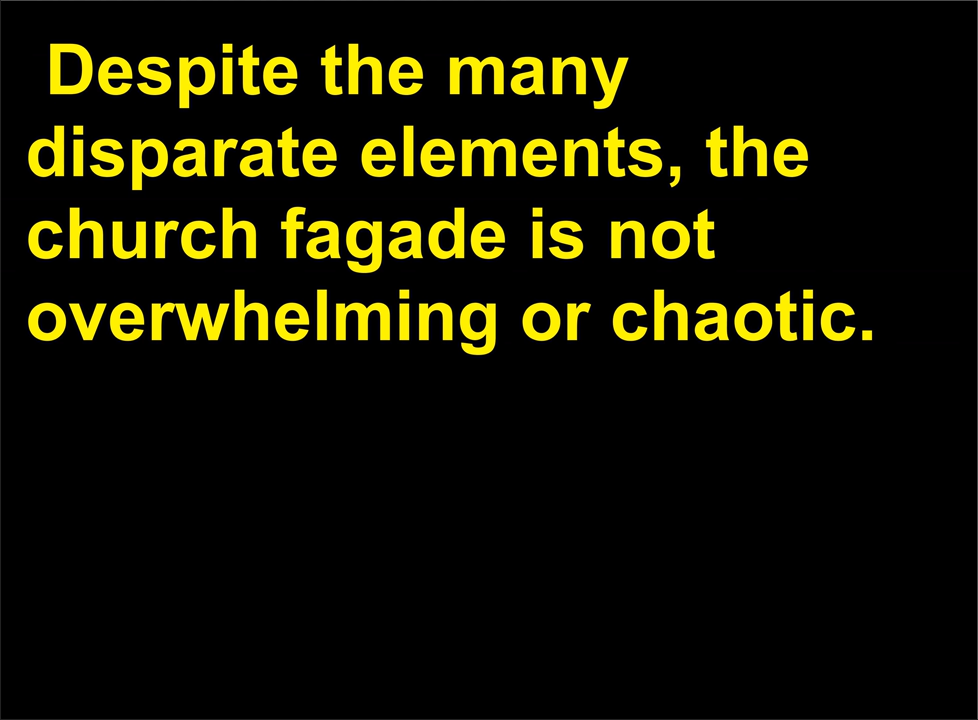 Despite the many
disparate elements, the
church fagade is not
overwhelming or chaotic.